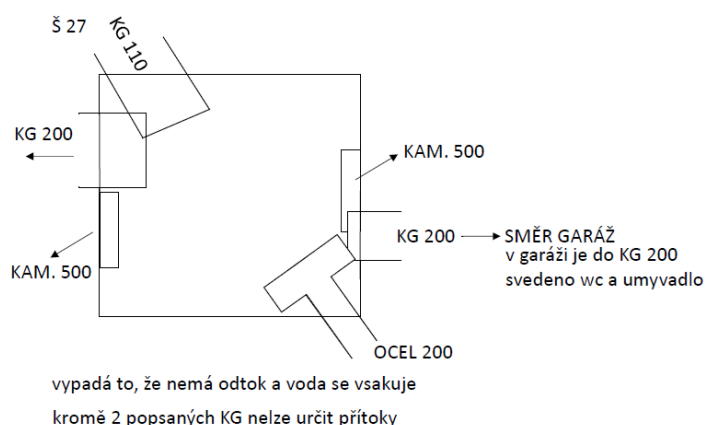 Š 27
KG 110
KG 200
KAM. 500
KAM. 500
KG 200
SMĚR GARÁŽ
v garáži je do KG 200
svedeno wc a umyvadlo
OCEL 200
vypadá to, že nemá odtok a voda se vsakuje
kromě 2 popsaných KG nelze určit přítoky